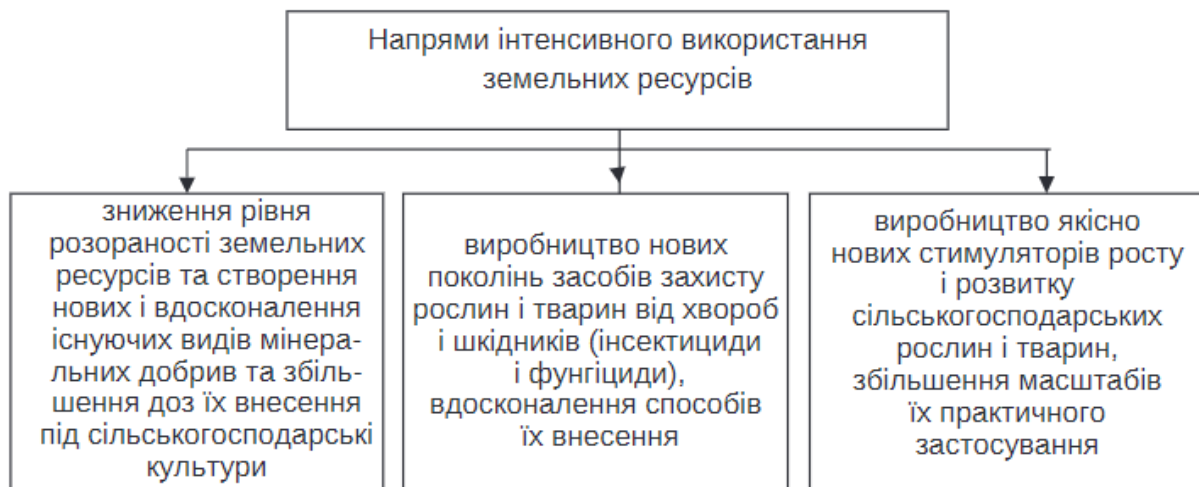 Напрями інтенсивного використання
земельних ресурсів
зниження рівня
розораності земельних
ресурсів та створення
нових і вдосконалення
існуючих видів мінера-
льних добрив та збіль-
шення доз їх внесення
під сільськогосподарські
культури
виробництво нових
поколінь засобів захисту
рослин і тварин від хвороб
і шкідників (інсектициди
і фунгіциди),
вдосконалення способів
їх внесення
виробництво якісно
нових стимуляторів росту
і розвитку
сільськогосподарських
рослин і тварин,
збільшення масштабів
їх практичного
застосування